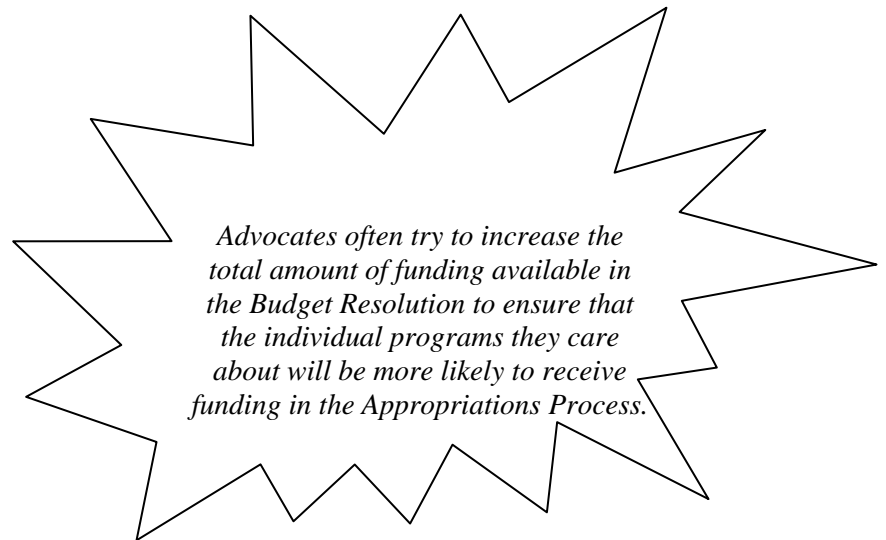 Advocates often try to increase the
total amount of funding available in
the Budget Resolution to ensure that
the individual programs they care
about will be more likely to receive
funding in the Appropriations Process.